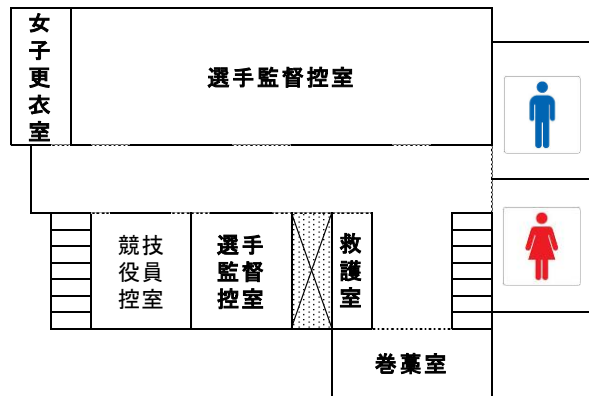 女子更衣室
選手監督控室
競技
役員
控室
選手
監督
控室
救護室
巻藁室